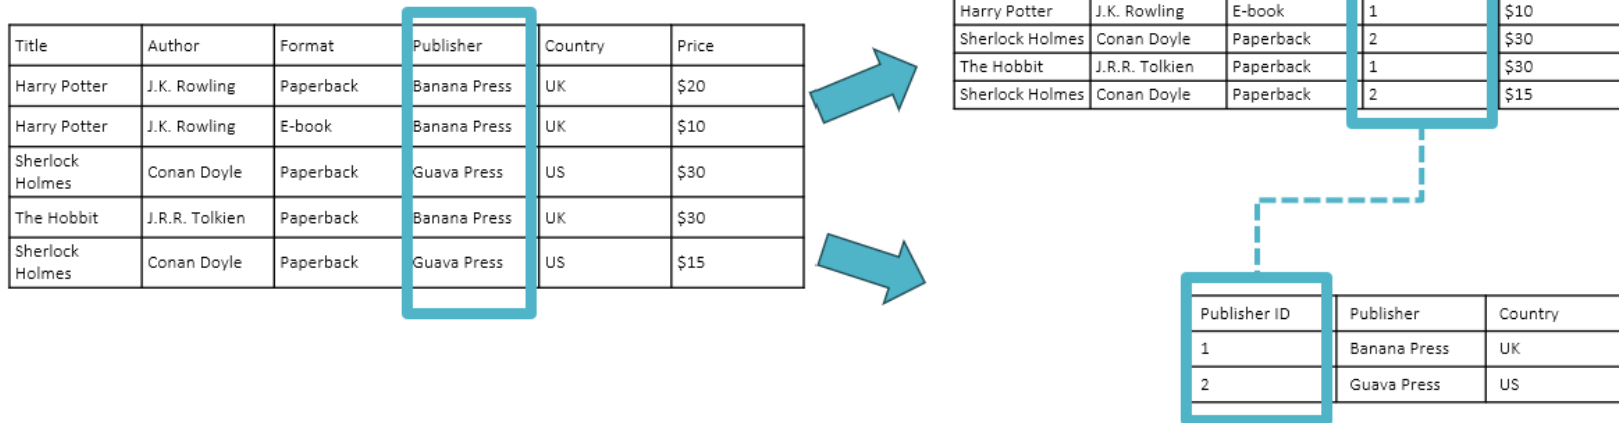 Title Author Format Publisher Country Price
Harry Potter J.K. Rowling Paperback Banana Press UK $20
Harry Potter J.K. Rowling E-book Banana Press UK $10
Sherlock
Holmes Conan Doyle Paperback Guava Press US $30
The Hobbit J.R.R. Tolkien Paperback Banana Press UK $30
Sherlock
Holmes Conan Doyle Paperback Guava Press US $15
Harry Potter J.K. Rowling E-book 1 $10
Sherlock Holmes Conan Doyle Paperback 2 $30
The Hobbit J.R.R. Tolkien Paperback 1 $30
Sherlock Holmes Conan Doyle Paperback 2 $15
Publisher ID Publisher Country
1 Banana Press UK
2 Guava Press US